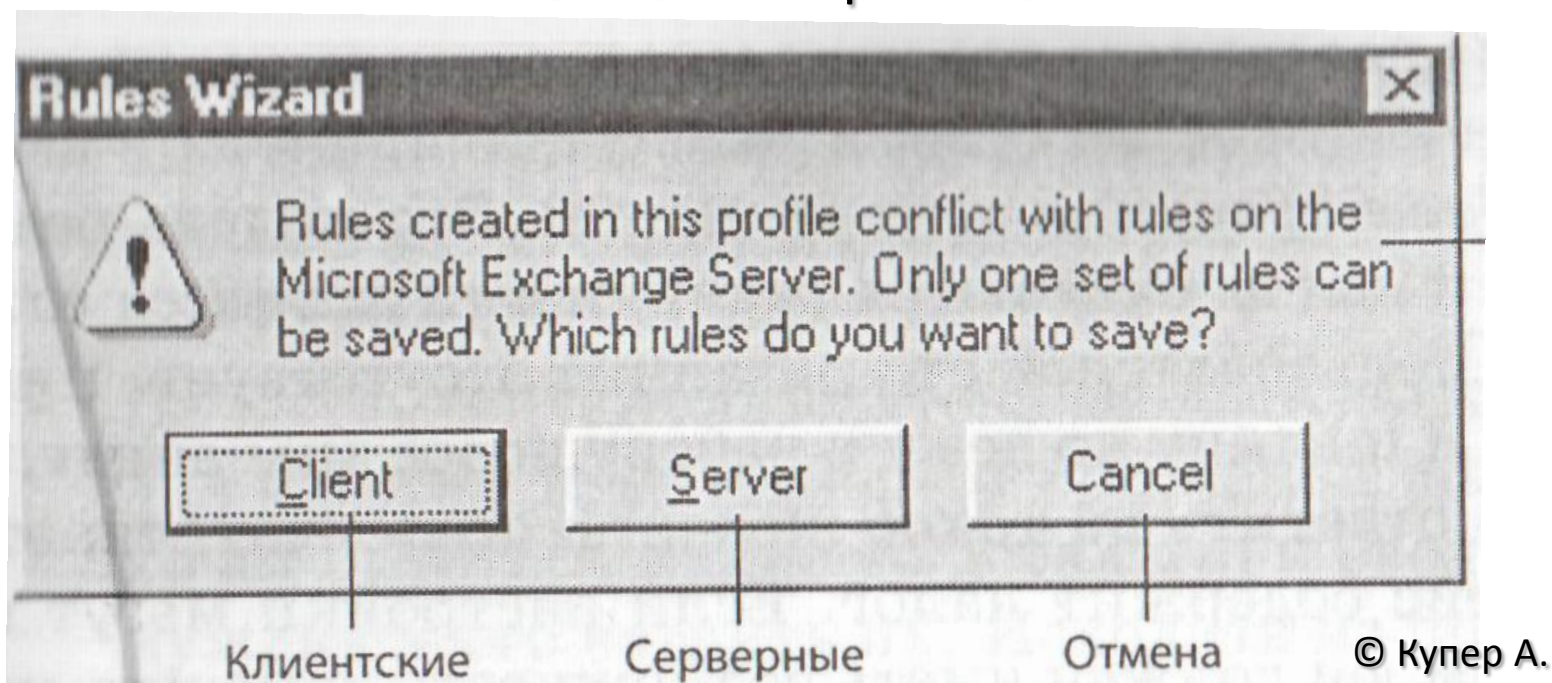 Rules Wizard
Rules created in this profile conflict with rules on the
Microsoft Exchange Server. Only one set of rules can
be saved. Which rules do you want to save?
Client Server Cancel
Клиентские Серверные Отмена
© Купер А.